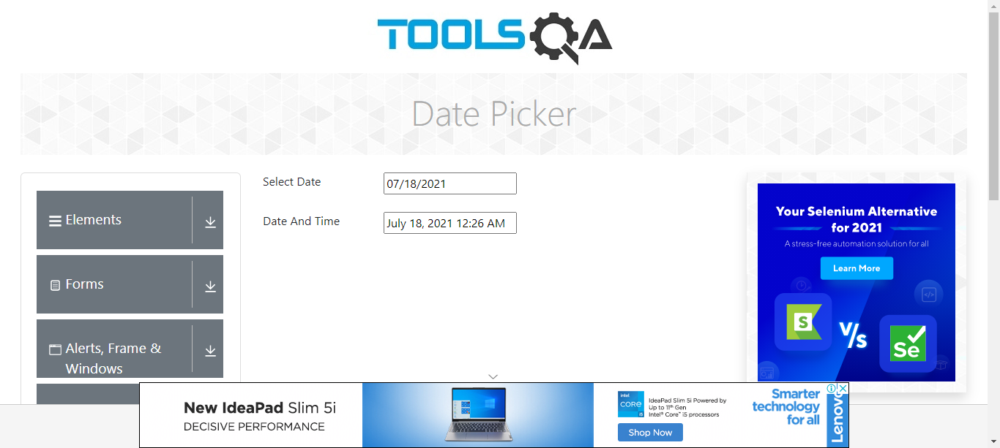 TOOLSQA
Date Picker
Elements
Forms
Alerts, Frame &
Windows
Select Date
07/18/2021
Date And Time
July 18, 2021 12:26 AM
Your Selenium Alternative
for 2021
A stress-free automation solution for all
Learn More
S
V/s
Se
New IdeaPad Slim 5i
DECISIVE PERFORMANCE
intel
CORE
i5
IdeaPad Slim 5i Powered by
Up to 11th Gen
Intel® Core™ i5 processors
Shop Now
Smarter
technology
for all
Lenovo